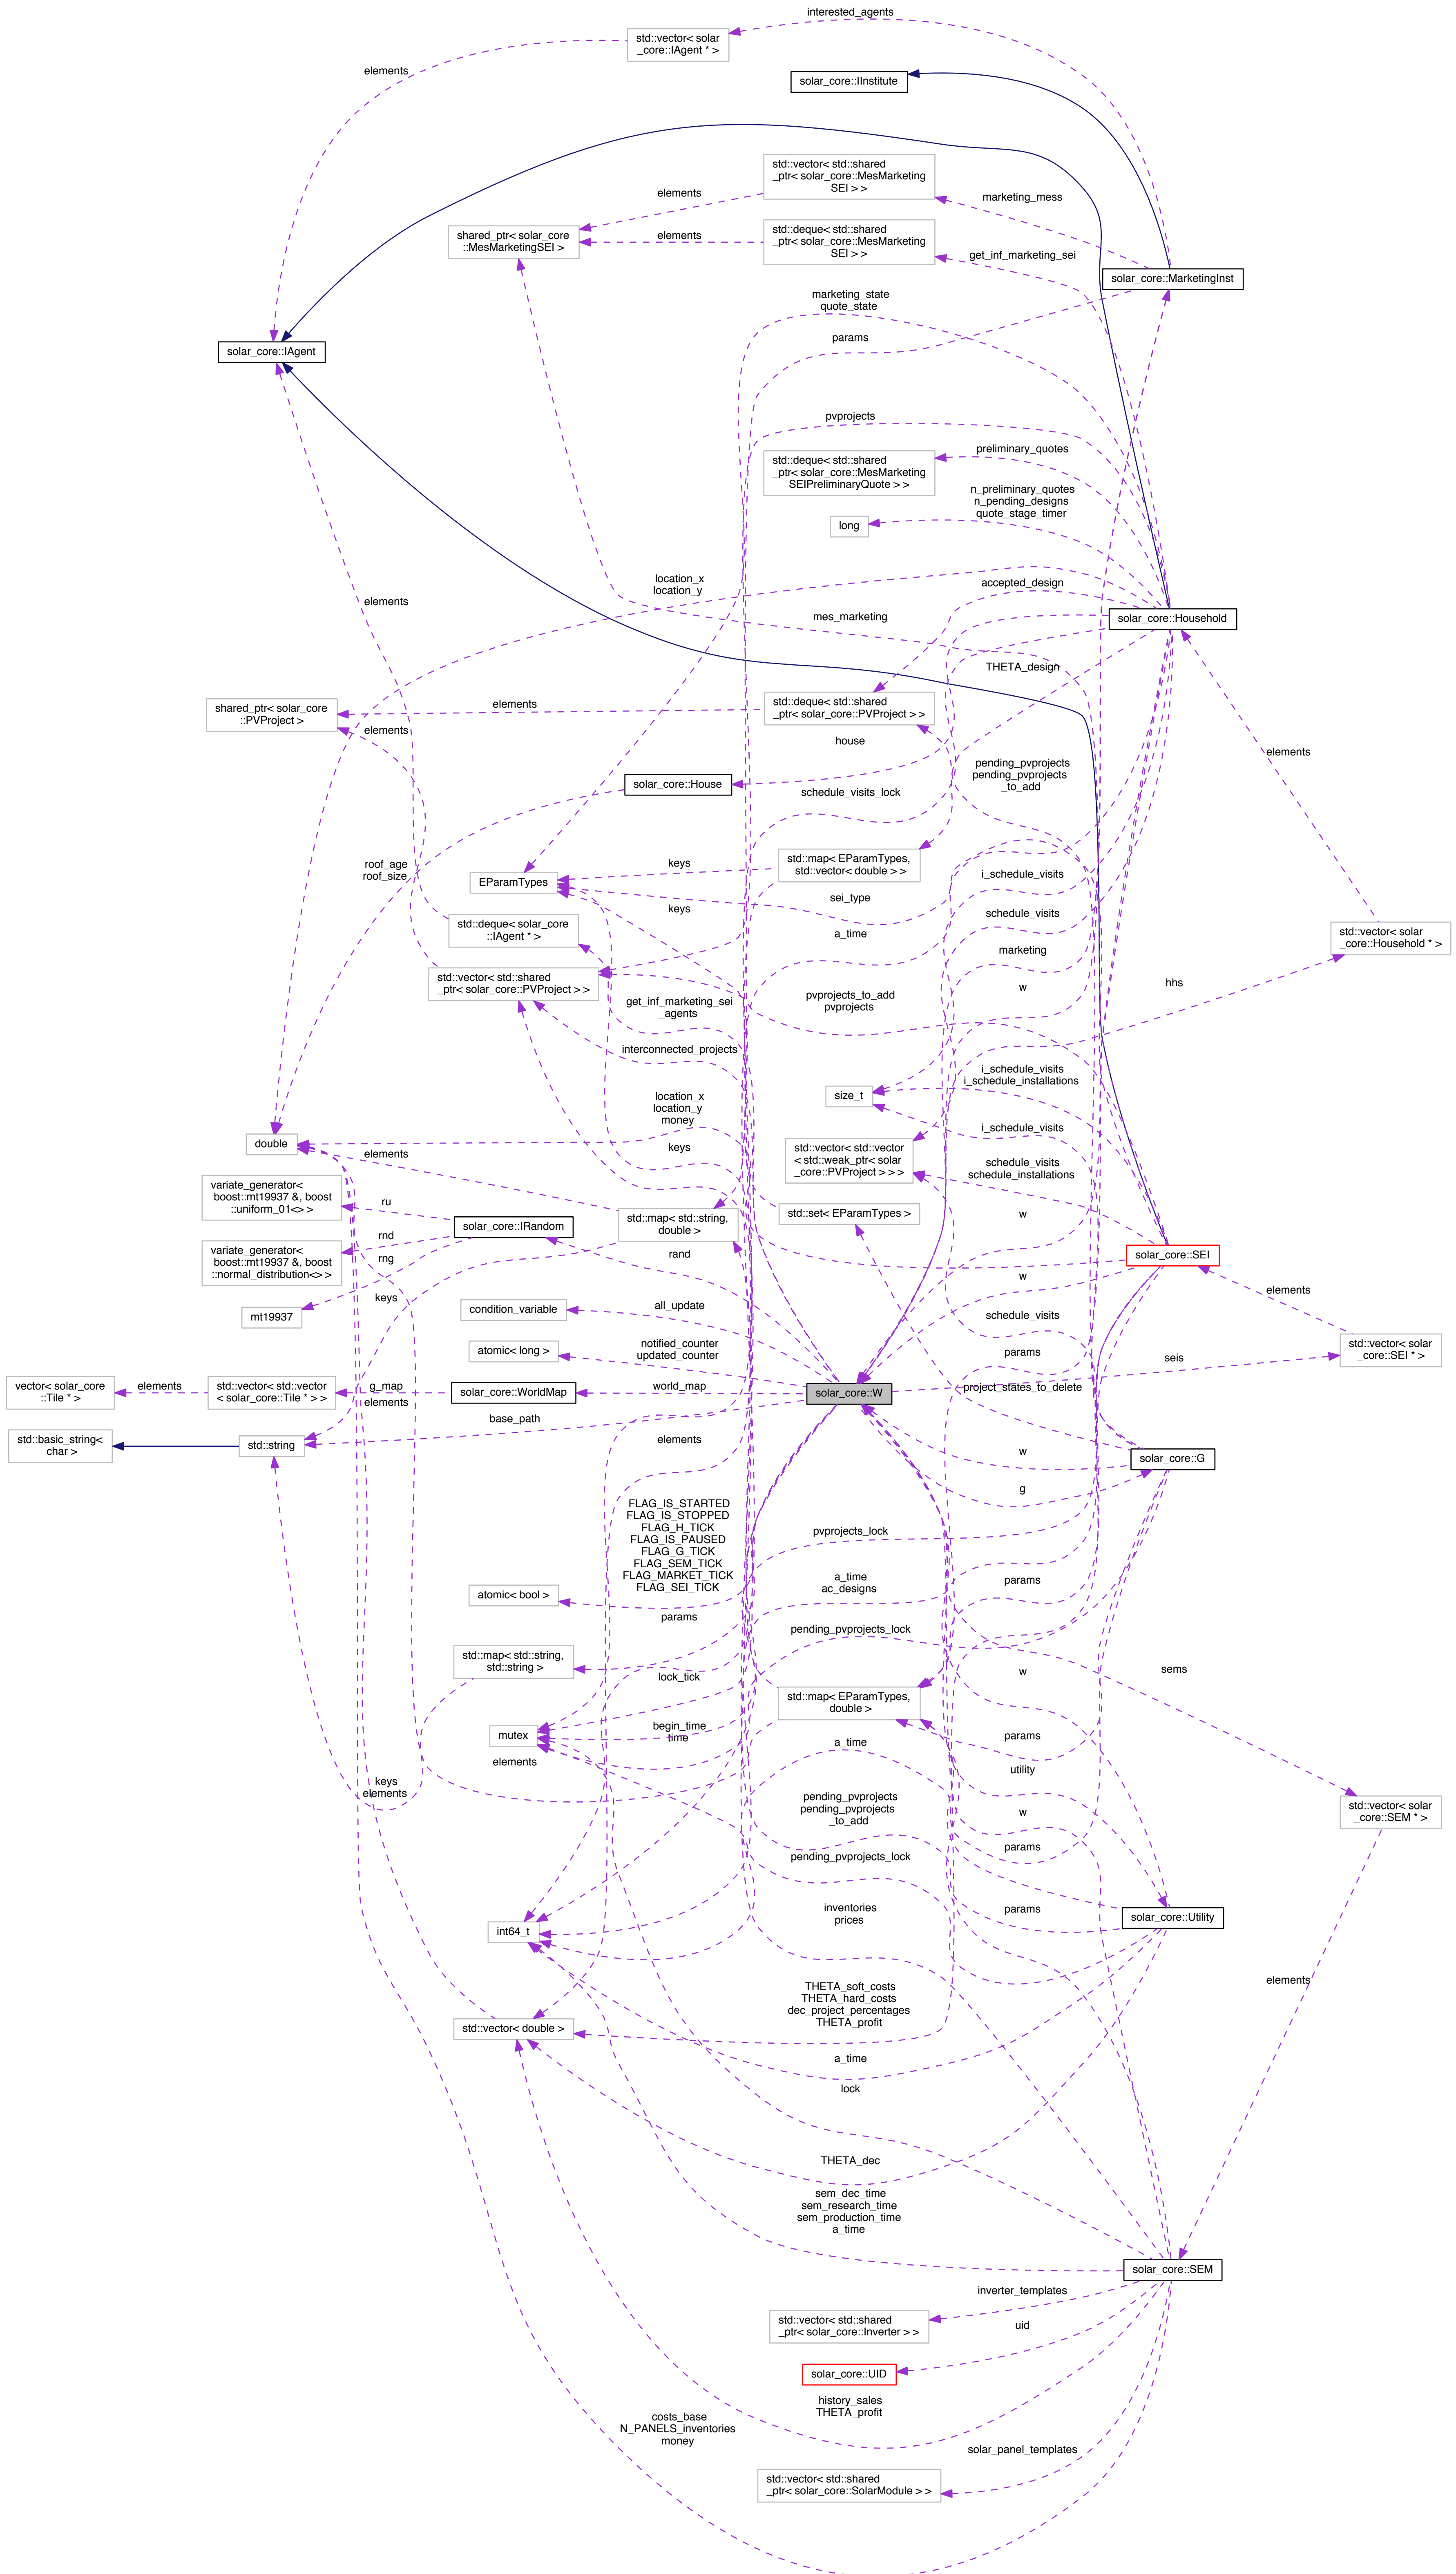 interested_agents
std::vector< solar
_core::IAgent * >
elements
solar_core::IInstitute
std::vector< std::shared
_ptr< solar_core::MesMarketing
SEI > >
elements
marketing_mess
shared_ptr< solar_core
::MesMarketingSEI >
std::deque< std::shared
_ptr< solar_core::MesMarketing
SEI > >
elements
get_inf_marketing_sei
solar_core::MarketingInst
marketing_state
quote_state
params
solar_core::IAgent
pvprojects
preliminary_quotes
std::deque< std::shared
_ptr< solar_core::MesMarketing
SEIPreliminaryQuote > >
n_preliminary_quotes
n_pending_designs
quote_stage_timer
long
location_x
location_y
accepted_design
elements
mes_marketing
solar_core::Household
THETA_design
shared_ptr< solar_core
::PVProject >
elements
std::deque< std::shared
_ptr< solar_core::PVProject > >
elements
house
elements
pending_pvprojects
pending_pvprojects
_to_add
solar_core::House
schedule_visits_lock
roof_age
roof_size
keys
std::map< EParamTypes,
std::vector< double > >
i_schedule_visits
EParamTypes
sei_type
keys
schedule_visits
std::deque< solar_core
::IAgent * >
a_time
std::vector< solar
_core::Household * >
marketing
std::vector< std::shared
_ptr< solar_core::PVProject > >
w
hhs
get_inf_marketing_sei
_agents
pvprojects_to_add
pvprojects
interconnected_projects
i_schedule_visits
i_schedule_installations
size_t
location_x
location_y
money
i_schedule_visits
double
keys
elements
std::vector< std::vector
< std::weak_ptr< solar
_core::PVProject > > >
schedule_visits
schedule_installations
variate_generator<
boost::mt19937 &, boost
::uniform_01<> >
ru
std::map< std::string,
double >
std::set< EParamTypes >
w
solar_core::IRandom
rnd
rand
solar_core::SEI
variate_generator<
boost::mt19937 &, boost
::normal_distribution<> >
rng
w
keys
elements
mt19937
condition_variable
all_update
schedule_visits
notified_counter
updated_counter
atomic< long >
params
seis
std::vector< solar
_core::SEI * >
vector< solar_core
::Tile * >
elements
std::vector< std::vector
< solar_core::Tile * > >
g_map
solar_core::WorldMap
world_map
solar_core::W
project_states_to_delete
elements
base_path
std::basic_string<
char >
std::string
elements
w
solar_core::G
g
FLAG_IS_STARTED
FLAG_IS_STOPPED
FLAG_H_TICK
FLAG_IS_PAUSED
FLAG_G_TICK
FLAG_SEM_TICK
FLAG_MARKET_TICK
FLAG_SEI_TICK
pvprojects_lock
a_time
ac_designs
params
atomic< bool >
params
pending_pvprojects_lock
std::map< std::string,
std::string >
lock_tick
w
sems
std::map< EParamTypes,
double >
mutex
begin_time
time
a_time
params
elements
utility
keys
elements
pending_pvprojects
pending_pvprojects
_to_add
w
std::vector< solar
_core::SEM * >
params
pending_pvprojects_lock
inventories
prices
params
solar_core::Utility
int64_t
elements
THETA_soft_costs
THETA_hard_costs
dec_project_percentages
THETA_profit
std::vector< double >
a_time
lock
THETA_dec
sem_dec_time
sem_research_time
sem_production_time
a_time
solar_core::SEM
inverter_templates
std::vector< std::shared
_ptr< solar_core::Inverter > >
uid
solar_core::UID
history_sales
THETA_profit
costs_base
N_PANELS_inventories
money
solar_panel_templates
std::vector< std::shared
_ptr< solar_core::SolarModule > >